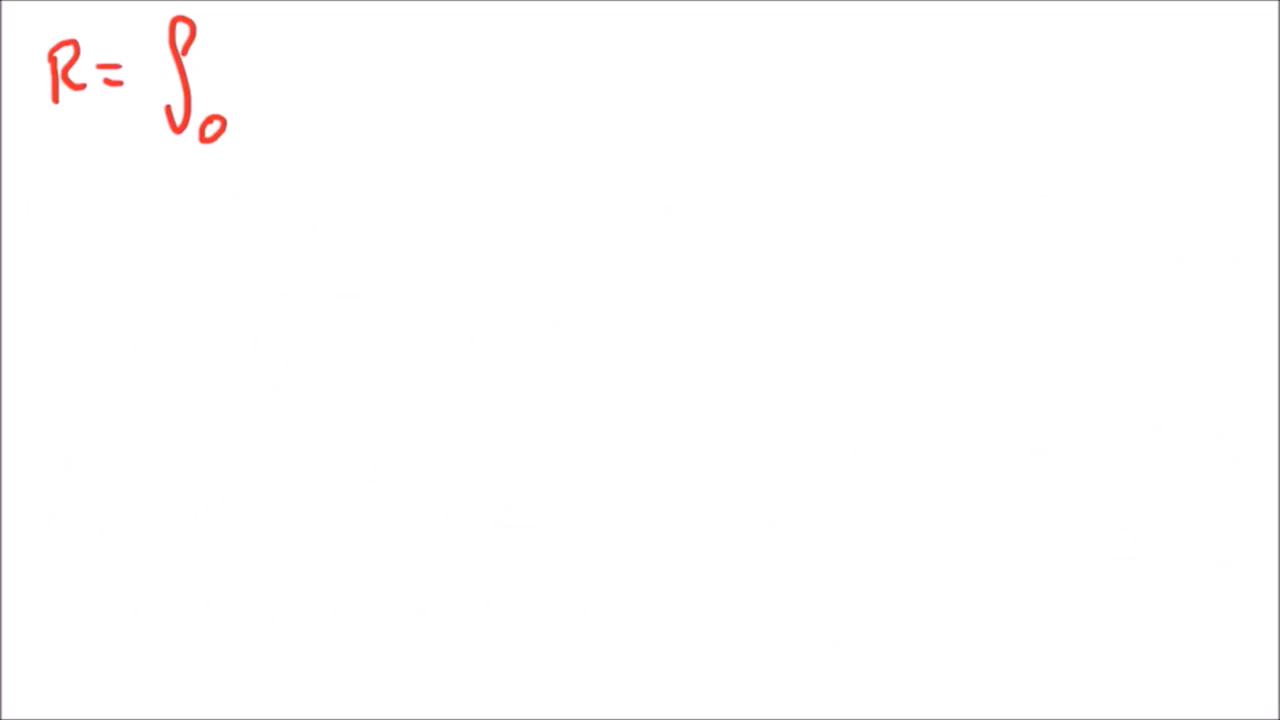 R = ∫₀